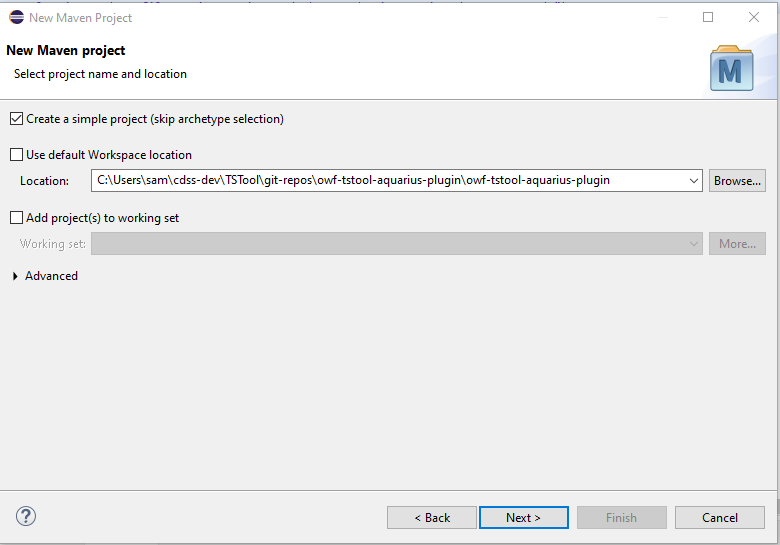 New Maven Project
New Maven project
Select project name and location
M
Create a simple project (skip archetype selection)
Use default Workspace location
Location: C:\Users\sam\cdss-dev\TSTool\git-repos\owf-tstool-aquarius-plugin\owf-tstool-aquarius-plugin Browse...
Add project(s) to working set
Working set: More...
Advanced
? < Back Next > Finish Cancel